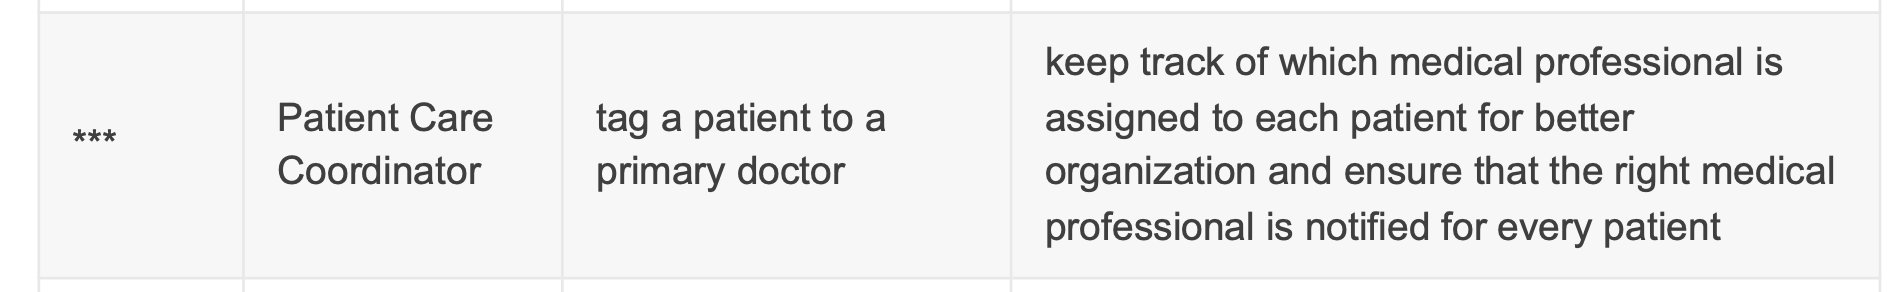 ***
Patient Care
Coordinator
tag a patient to a
primary doctor
keep track of which medical professional is
assigned to each patient for better
organization and ensure that the right medical
professional is notified for every patient